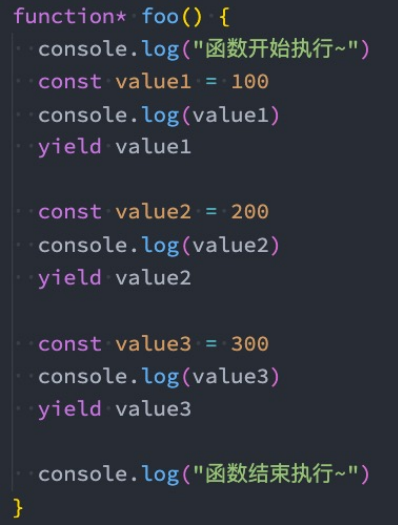 function* foo() {
console.log("函数开始执行~")
const value1 = 100
console.log(value1)
yield value1
const value2 = 200
console.log(value2)
yield value2
const value3 = 300
console.log(value3)
yield value3
console.log("函数结束执行~")
}